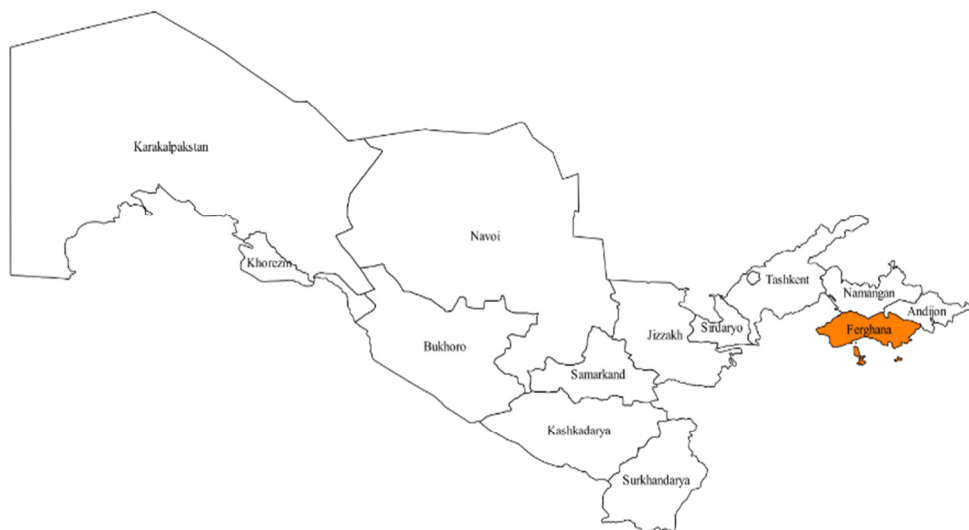 Karakalpakstan
Navoi
Khorezm
Tashkent
Namangan
Andijon
Sirdaryo
Ferghana
Jizzakh
Bukhoro
Samarkand
Kashkadarya
Surkhandarya